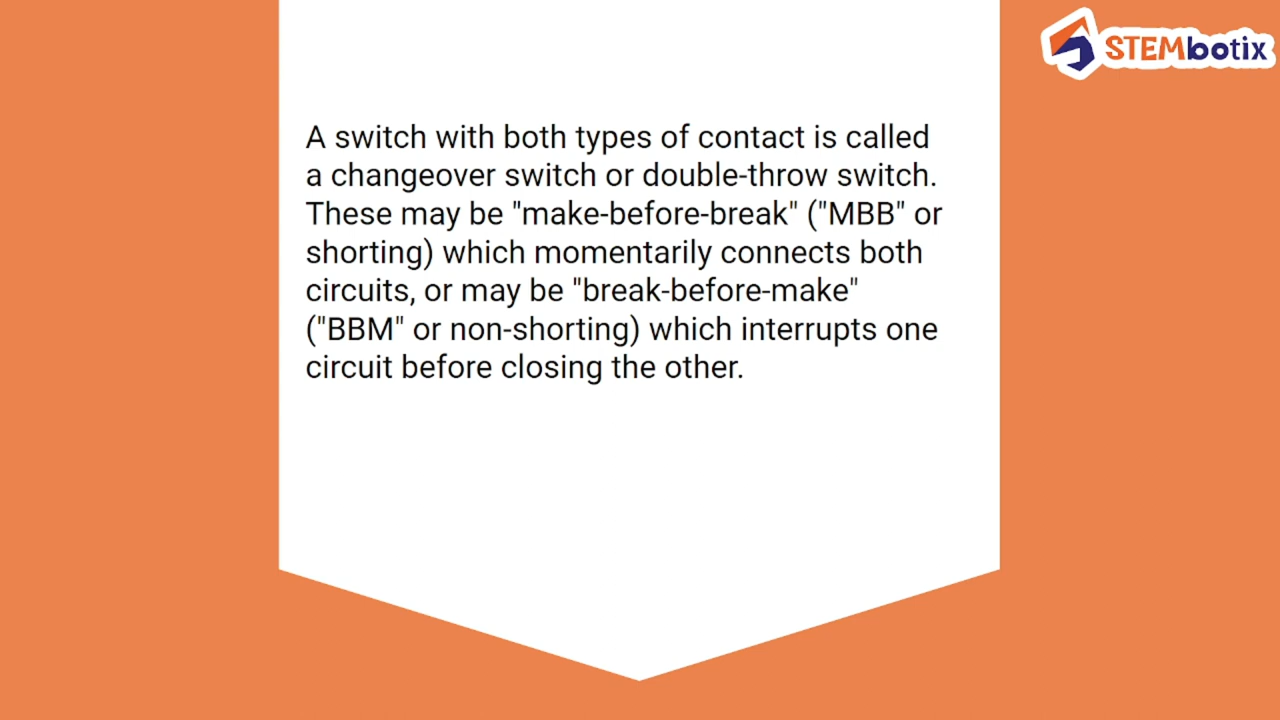 STEMbotix
A switch with both types of contact is called
a changeover switch or double-throw switch.
These may be "make-before-break" ("MBB" or
shorting) which momentarily connects both
circuits, or may be "break-before-make"
("BBM" or non-shorting) which interrupts one
circuit before closing the other.